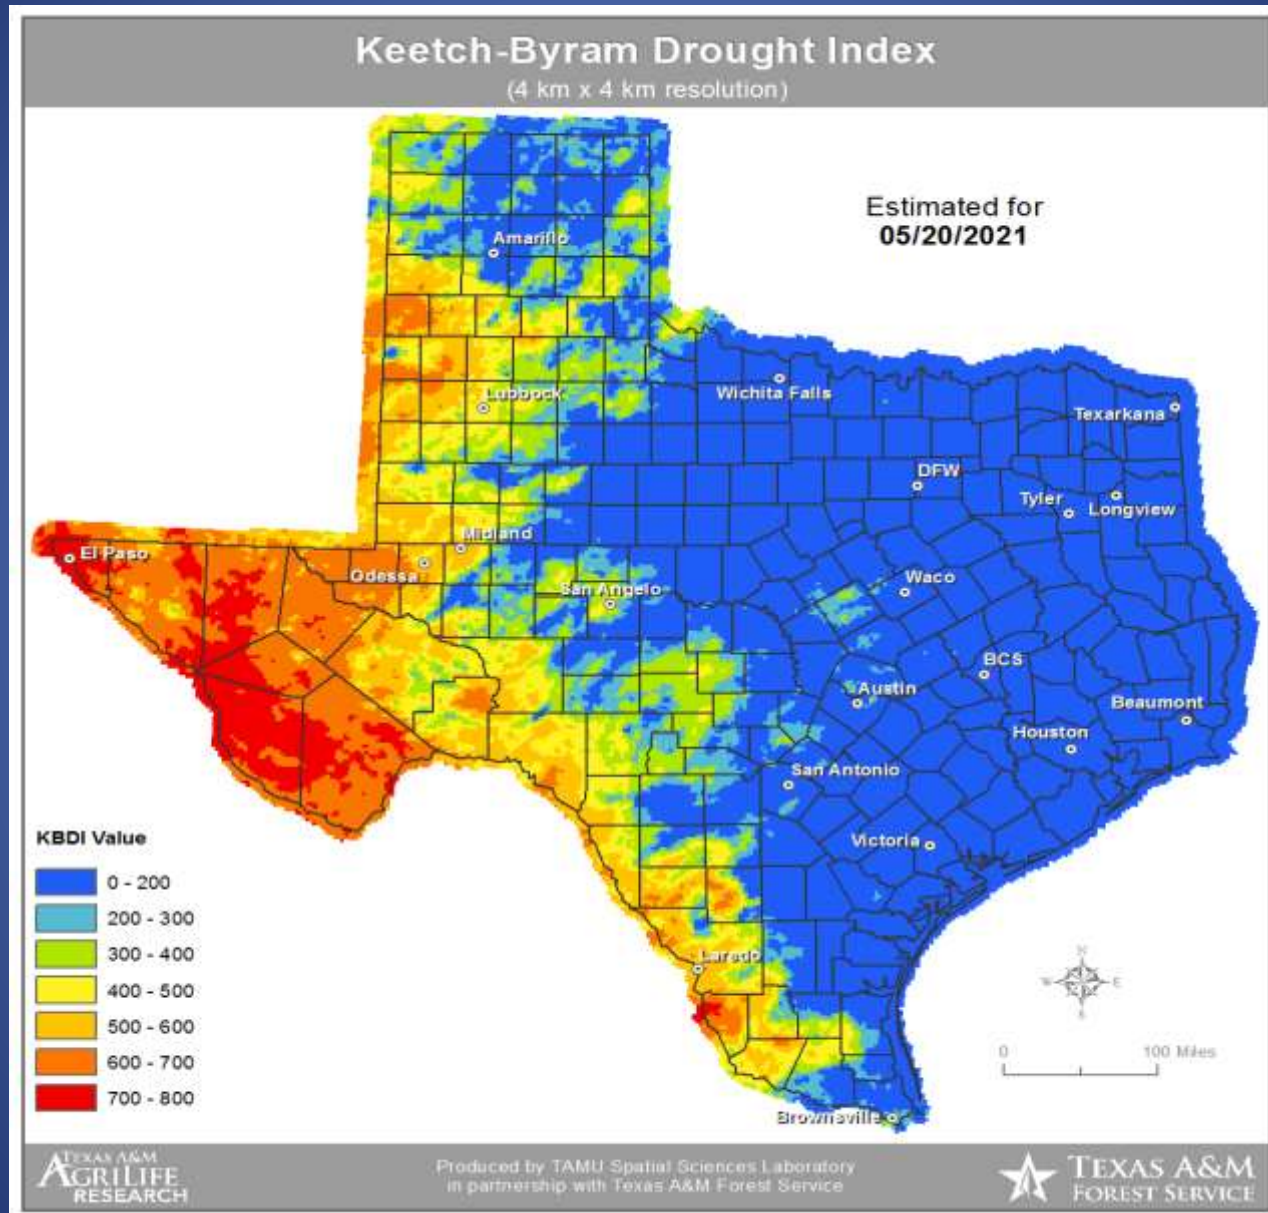 Keetch-Byram Drought Index
(4 km x 4 km resolution)
Estimated for
05/20/2021
Amarillo
Lubbock
Wichita Falls
Texarkana
DFW
Tyler
Longview
Midland
El Paso
Odessa
San Angelo
Waco
BCS
Austin
Beaumont
Houston
San Antonio
Victoria
Laredo
Brownsville
KBDI Value
0 - 200
200 - 300
300 - 400
400 - 500
500 - 600
600 - 700
700 - 800
N
W
E
S
0 100 Miles
TEXAS A&M
AGRILIFE
RESEARCH
Produced by TAMU Spatial Sciences Laboratory
in partnership with Texas A&M Forest Service
TEXAS A&M
FOREST SERVICE